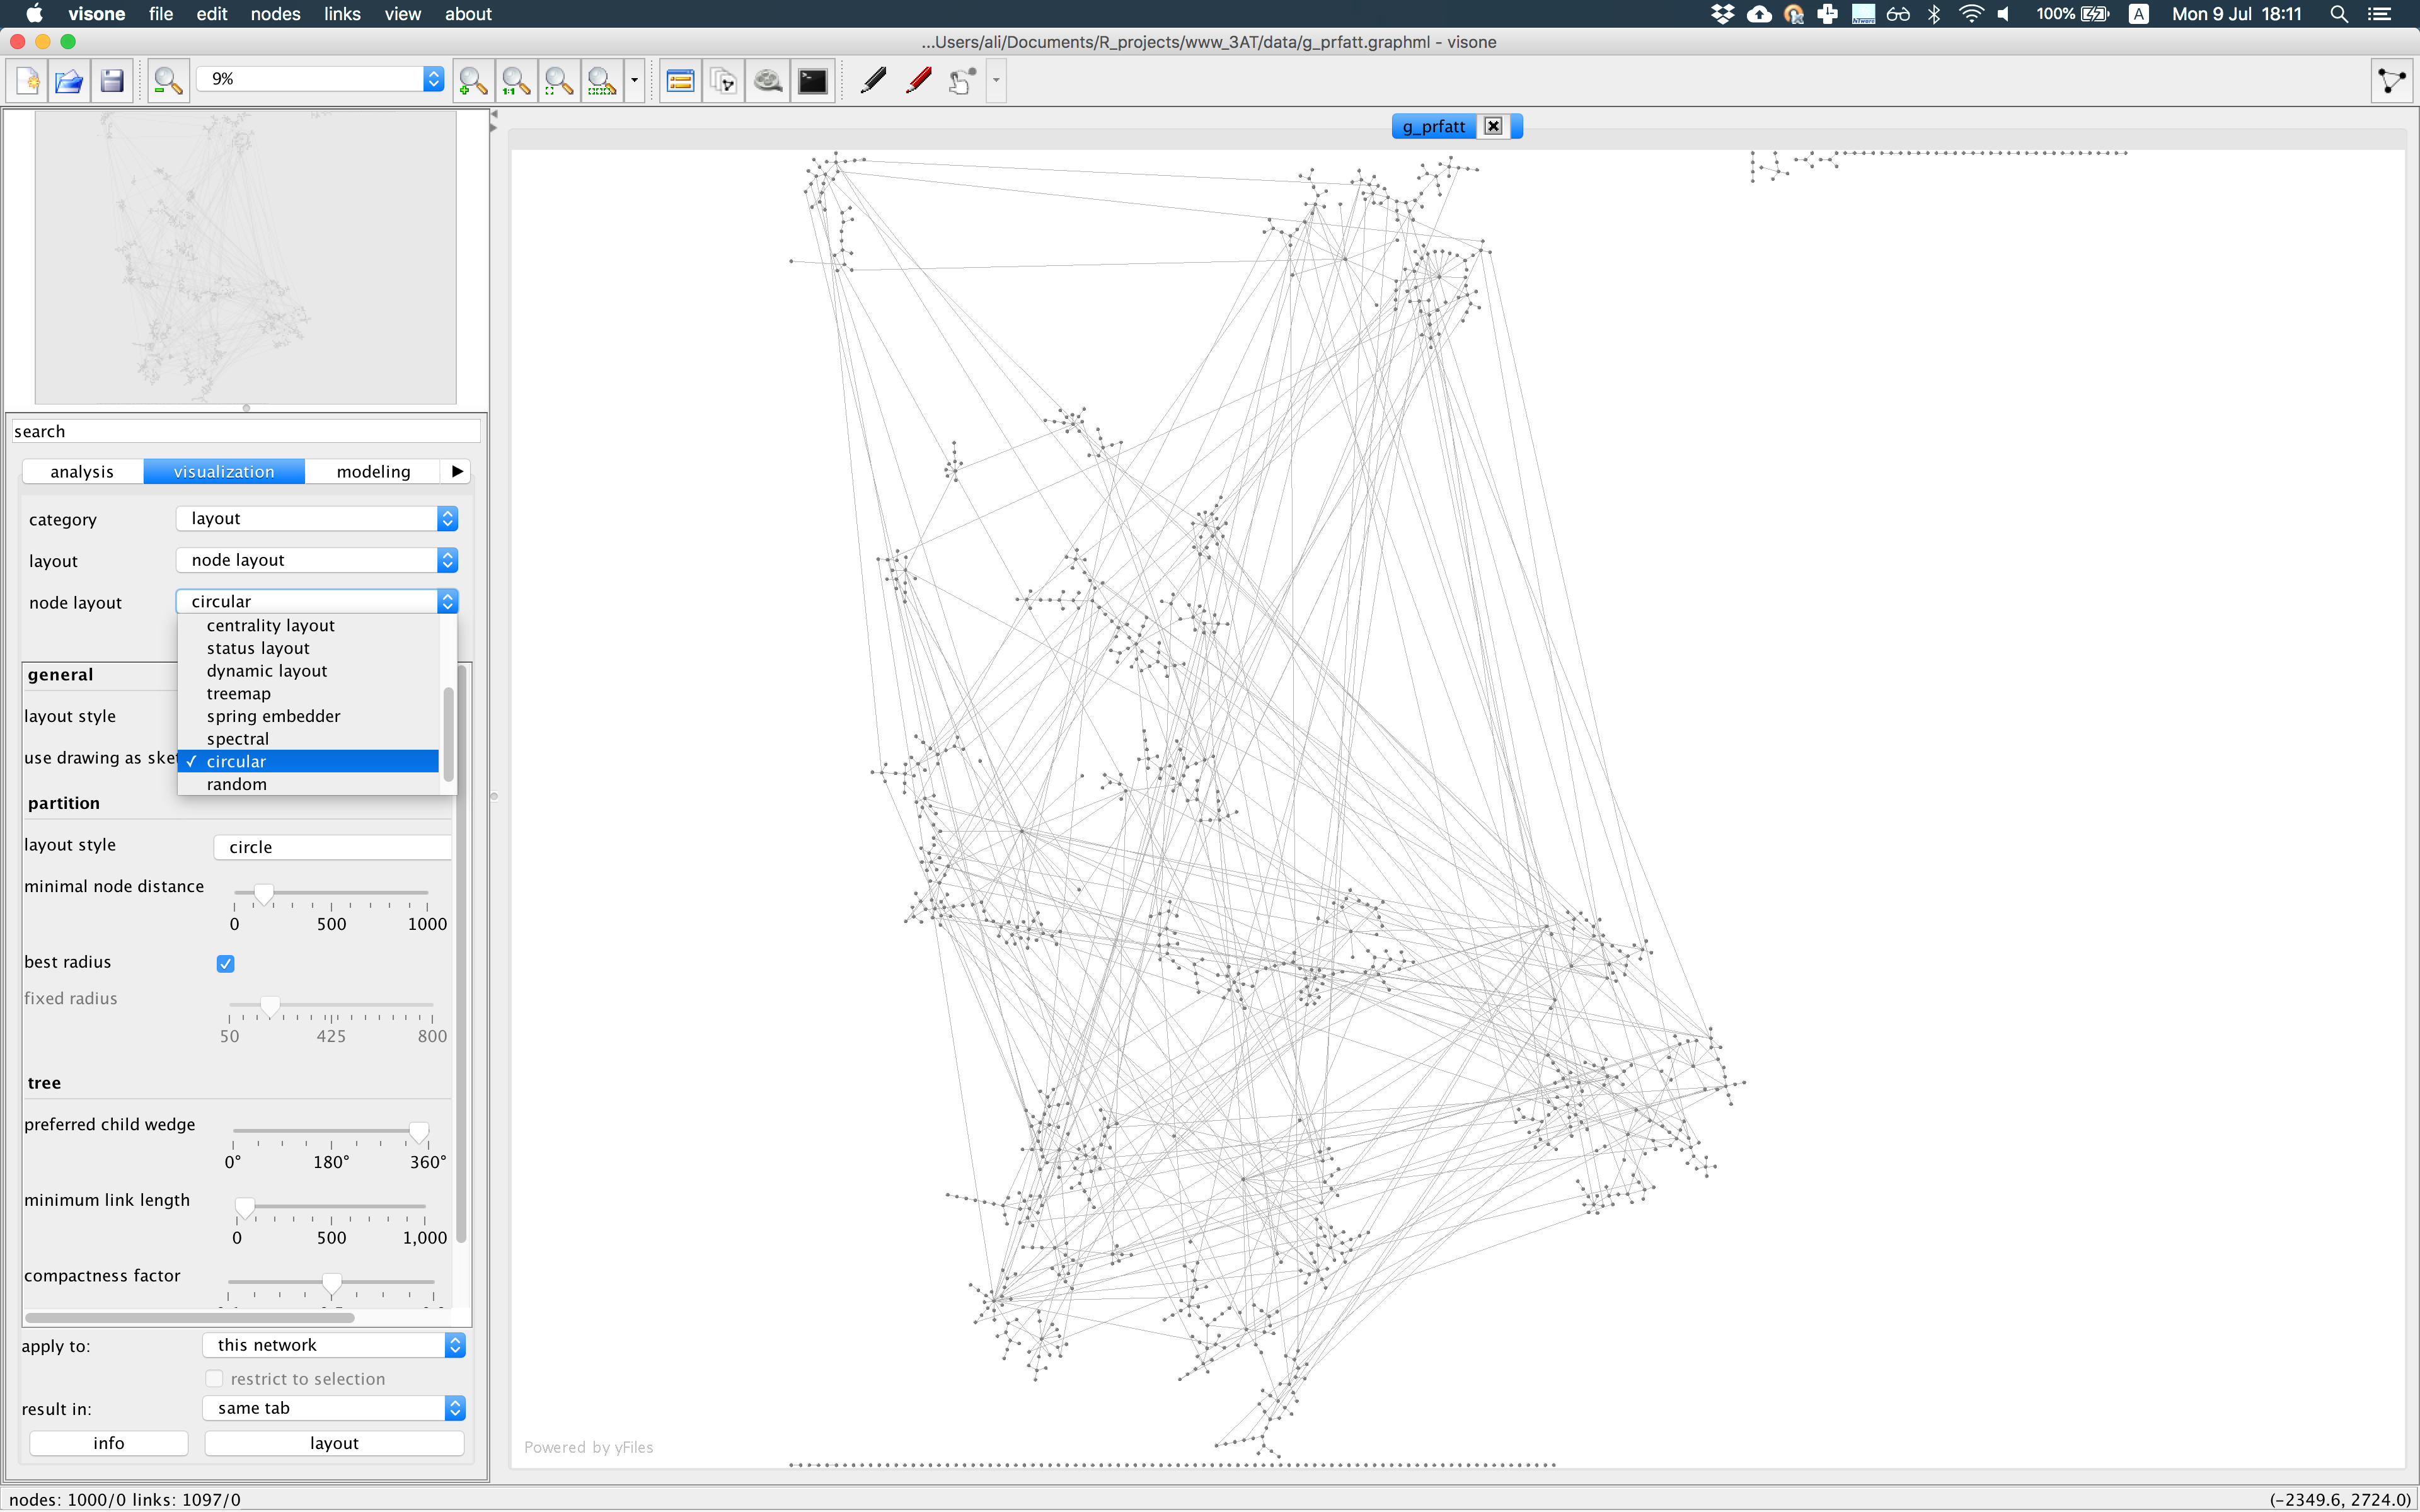 visone file edit nodes links view about 100% A Mon 9 Jul 18:11
...Users/ali/Documents/R_projects/www_3AT/data/g_prfatt.graphml - visone
9% 1:1
g_prfatt
search
analysis visualization modeling
category layout
layout node layout
node layout circular
centrality layout
status layout
dynamic layout
treemap
spring embedder
spectral
✓ circular
random
general
layout style
use drawing as sket
partition
layout style circle
minimal node distance
0 500 1000
best radius
fixed radius
50 425 800
tree
preferred child wedge
0° 180° 360°
minimum link length
0 500 1,000
compactness factor
apply to: this network
restrict to selection
result in: same tab
info layout
Powered by yFiles
nodes: 1000/0 links: 1097/0 (-2349.6, 2724.0)